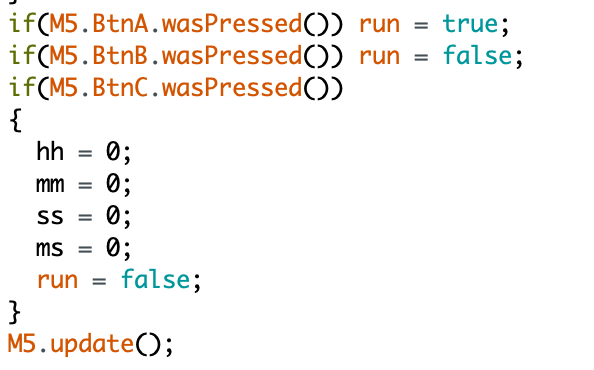 }
if(M5.BtnA.wasPressed()) run = true;
if(M5.BtnB.wasPressed()) run = false;
if(M5.BtnC.wasPressed())
{
  hh = 0;
  mm = 0;
  ss = 0;
  ms = 0;
  run = false;
}
M5.update();